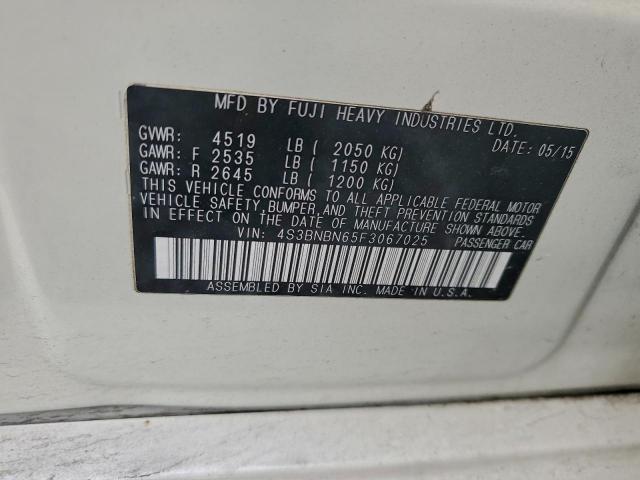 MFD BY FUJI HEAVY INDUSTRIES LTD.
DATE: 05/15
GVWR: 4519 LB ( 2050 KG)
GAWR: F 2535 LB ( 1150 KG)
GAWR: R 2645 LB ( 1200 KG)
THIS VEHICLE CONFORMS TO ALL APPLICABLE FEDERAL MOTOR
VEHICLE SAFETY, BUMPER, AND THEFT PREVENTION STANDARDS
IN EFFECT ON THE DATE OF MANUFACTURE SHOWN ABOVE.
VIN: 4S3BNBN65F3067025 PASSENGER CAR
ASSEMBLED BY SIA INC. MADE IN U.S.A.